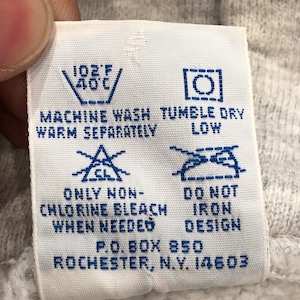 102°F
40°C
MACHINE WASH
WARM SEPARATELY
TUMBLE DRY
LOW
CL
ONLY NON-
CHLORINE BLEACH
WHEN NEEDED
DO NOT
IRON
DESIGN
P.O. BOX 850
ROCHESTER, N.Y. 14603